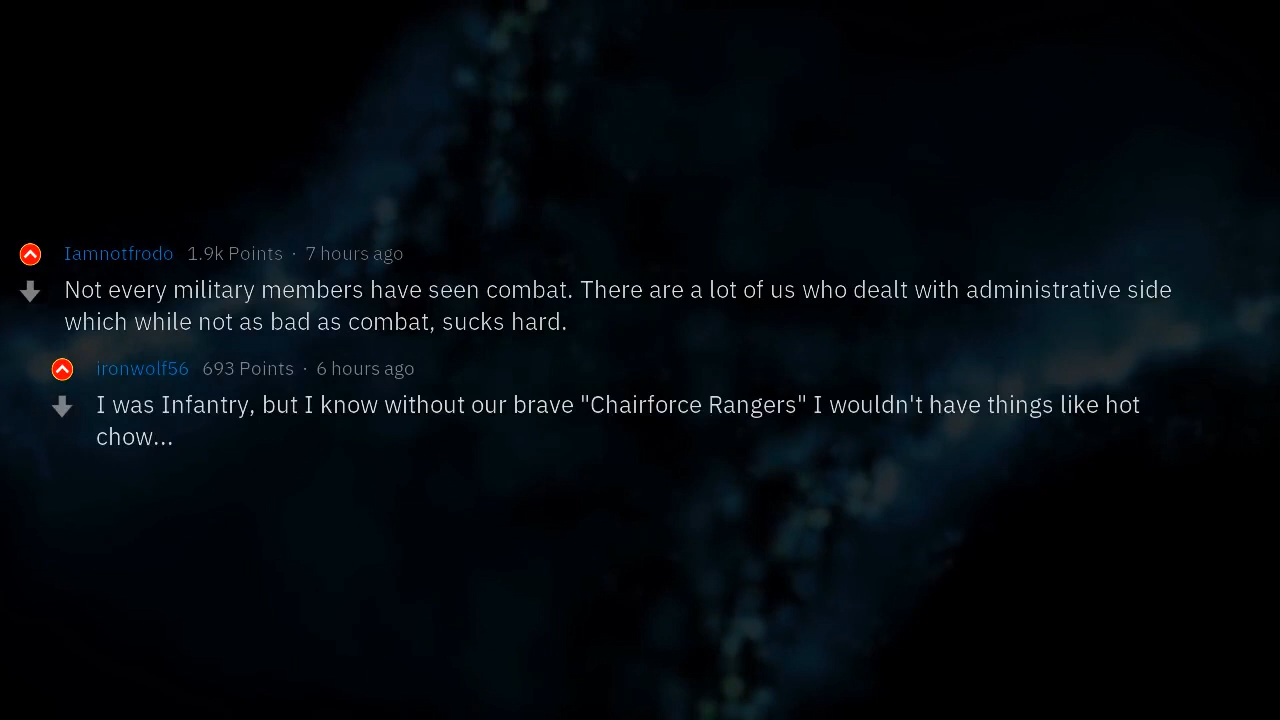 Iamnotfrodo 1.9k Points · 7 hours ago
Not every military members have seen combat. There are a lot of us who dealt with administrative side
which while not as bad as combat, sucks hard.
ironwolf56 693 Points · 6 hours ago
I was Infantry, but I know without our brave "Chairforce Rangers" I wouldn't have things like hot
chow...